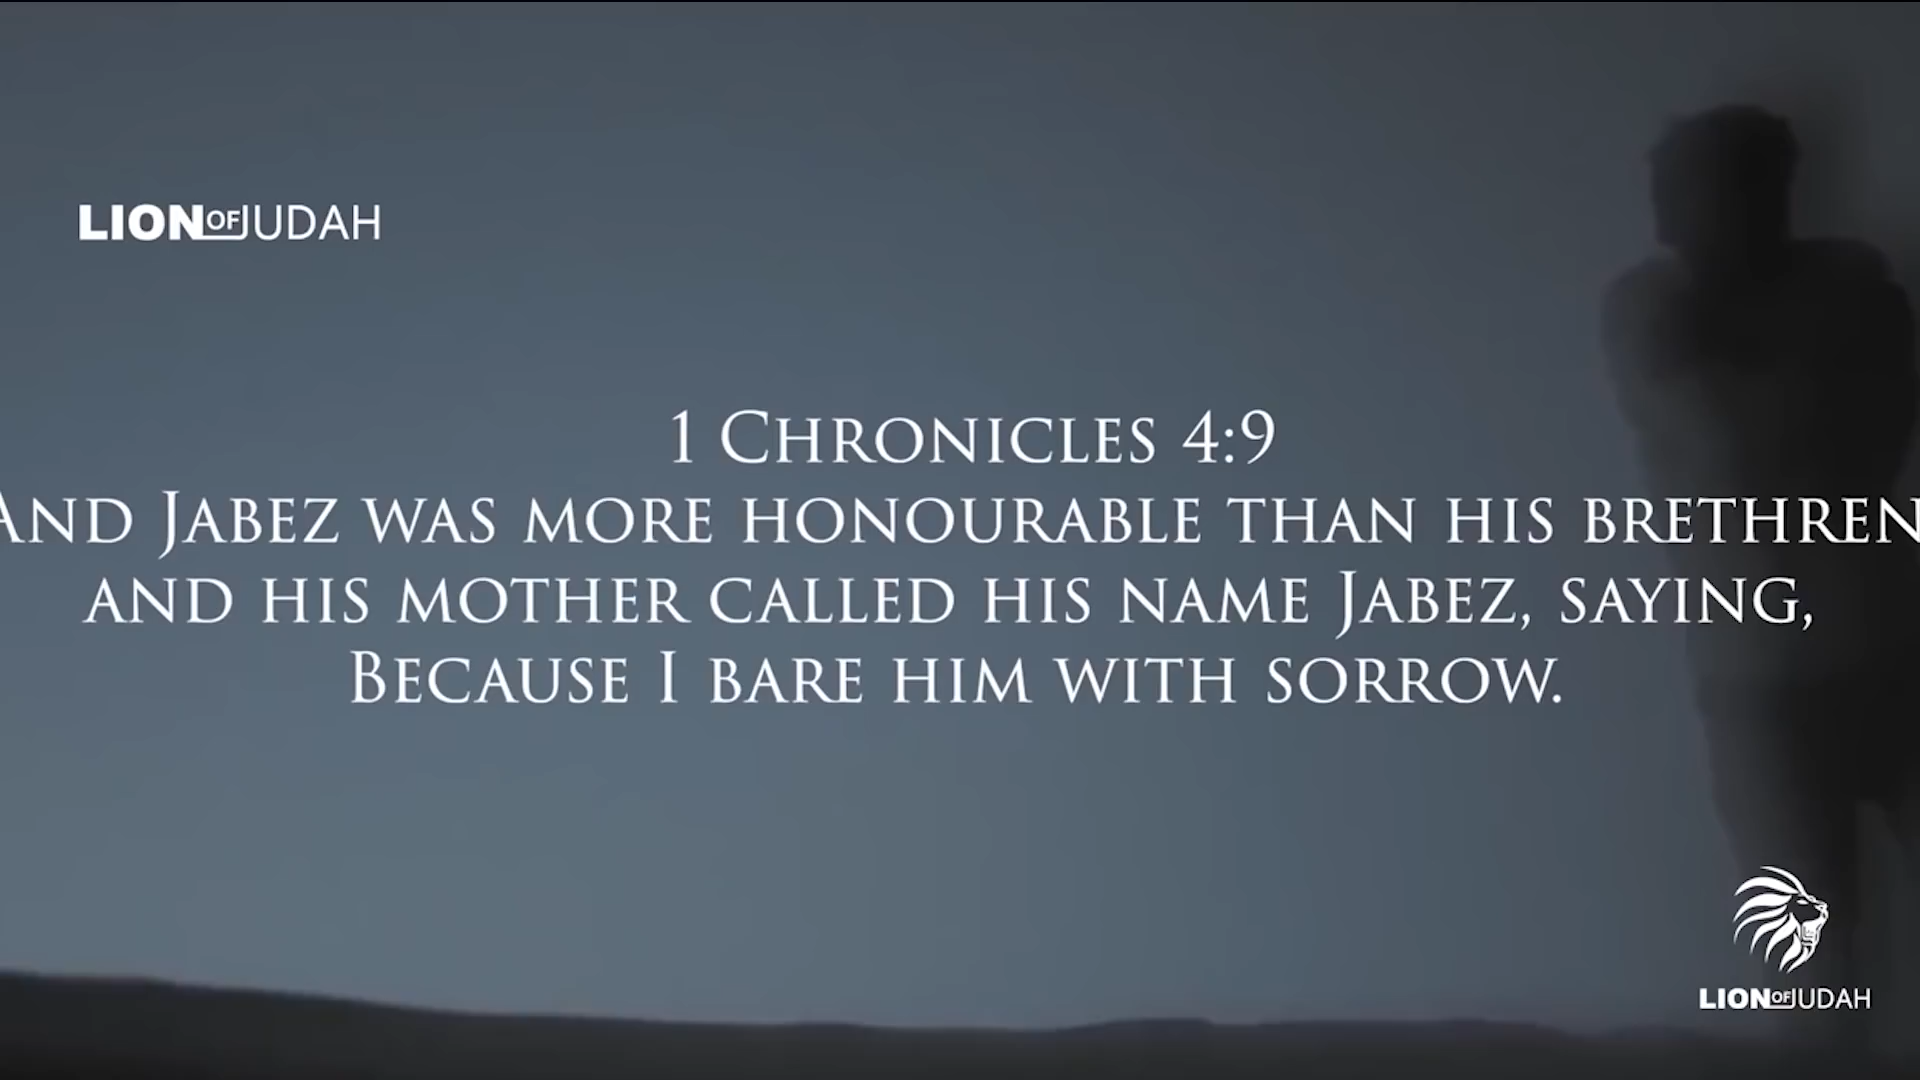 LION OF JUDAH
1 Chronicles 4:9
And Jabez was more honourable than his brethren
and his mother called his name Jabez, saying,
Because I bare him with sorrow.
LION OF JUDAH